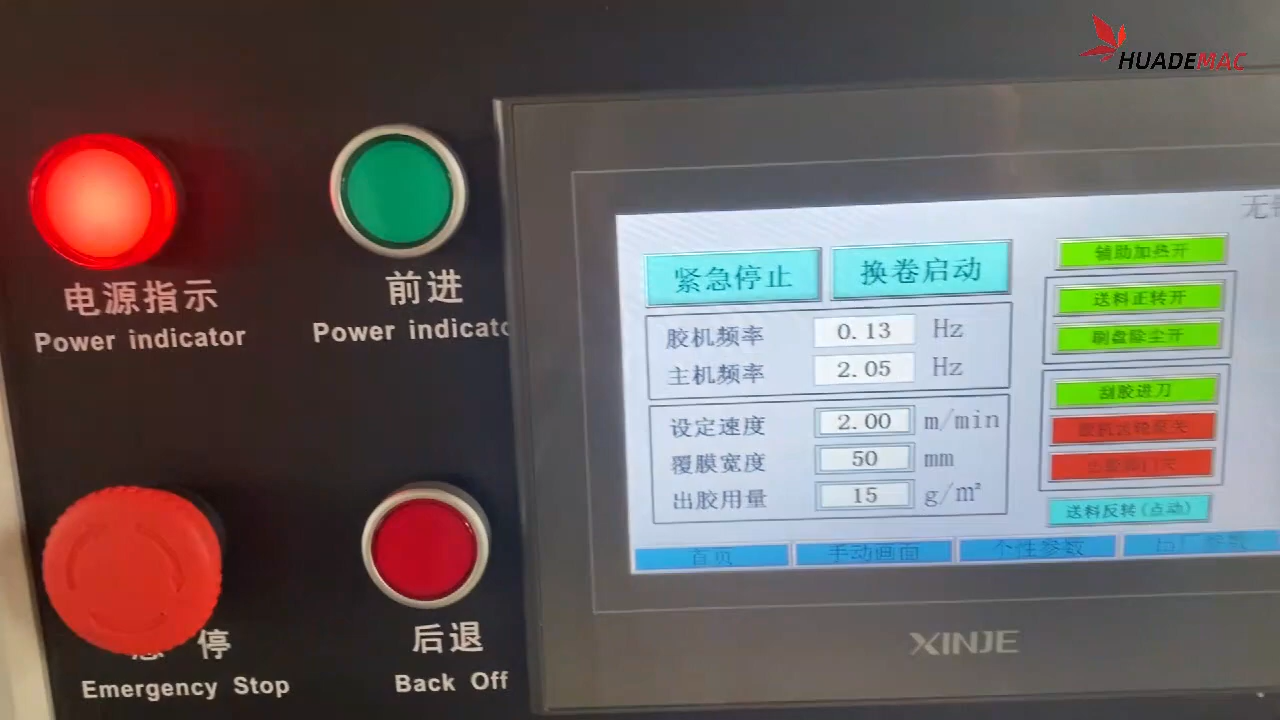 HUADEMAC
电源指示
Power indicator
前进
Power indicato
急 停
Emergency Stop
后退
Back Off
无
紧急停止
换卷启动
胶机频率 0.13 Hz
主机频率 2.05 Hz
设定速度 2.00 m/min
覆膜宽度 50 mm
出胶用量 15 g/m²
辅助加热开
送料正转开
刷盘除尘开
刮胶进刀
送料反转(点动)
首页
手动画面
个性参数
XINJE